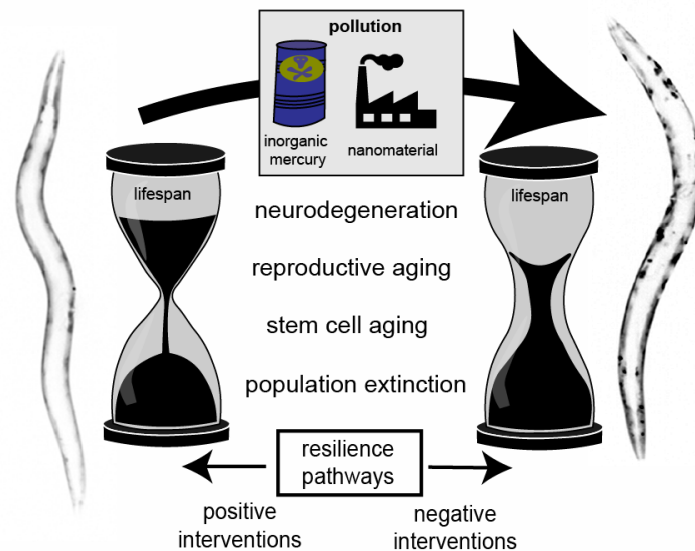 pollution
inorganic
mercury
nanomaterial
lifespan
lifespan
neurodegeneration
reproductive aging
stem cell aging
population extinction
resilience
pathways
positive
interventions
negative
interventions